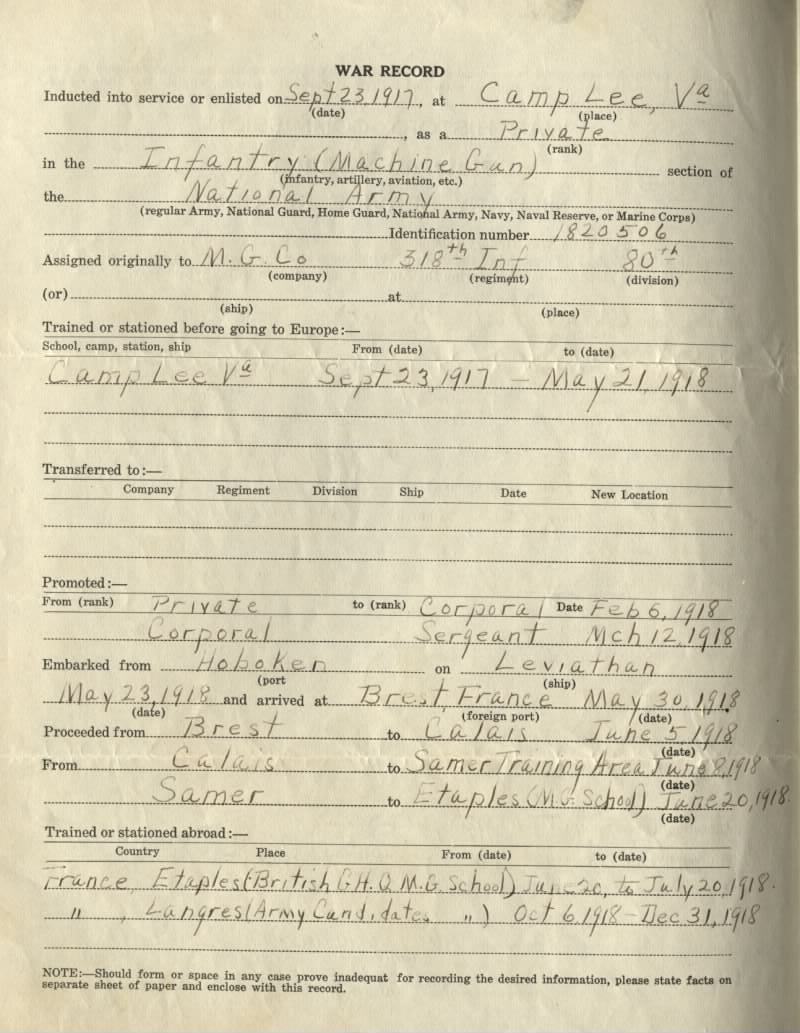 WAR RECORD
Inducted into service or enlisted on Sept 23, 1917, at Camp Lee, Va
(date) (place)
, as a Private
(rank)
in the Infantry (Machine Gun) section of
(infantry, artillery, aviation, etc.)
the National Army
(regular Army, National Guard, Home Guard, National Army, Navy, Naval Reserve, or Marine Corps)
Identification number 1820506
Assigned originally to M.G. Co 318th Inf 80th
(company) (regiment) (division)
(or) at
(ship) (place)
Trained or stationed before going to Europe:—
School, camp, station, ship From (date) to (date)
Camp Lee Va Sept 23, 1917 — May 21, 1918
Transferred to:—
Company Regiment Division Ship Date New Location
Promoted:—
From (rank) Private to (rank) Corporal Date Feb 6, 1918
Corporal Sergeant Mch 12, 1918
Embarked from Hoboken on Leviathan
(port (ship)
May 23, 1918 and arrived at Brest, France May 30, 1918
(date) (foreign port) (date)
Proceeded from Brest to Calais June 5, 1918
(date)
From Calais to Samer Training Area June 8, 1918
(date)
Samer to Etaples (M.G. School) June 20, 1918.
(date)
Trained or stationed abroad:—
Country Place From (date) to (date)
France Etaples (British G.H.Q. M.G. School) June 20, to July 20, 1918.
" , Langres (Army Candidates ") Oct 6 1918 - Dec 31, 1918
NOTE:—Should form or space in any case prove inadequat for recording the desired information, please state facts on
separate sheet of paper and enclose with this record.